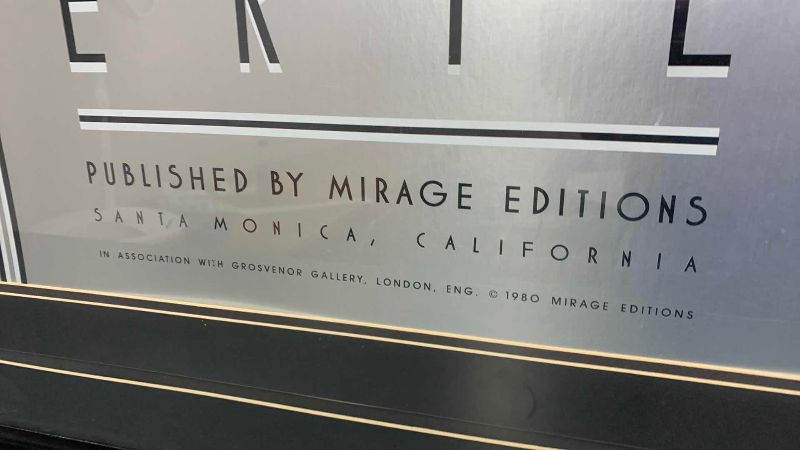 PUBLISHED BY MIRAGE EDITIONS
SANTA MONICA, CALIFORNIA
IN ASSOCIATION WITH GROSVENOR GALLERY, LONDON, ENG. © 1980 MIRAGE EDITIONS